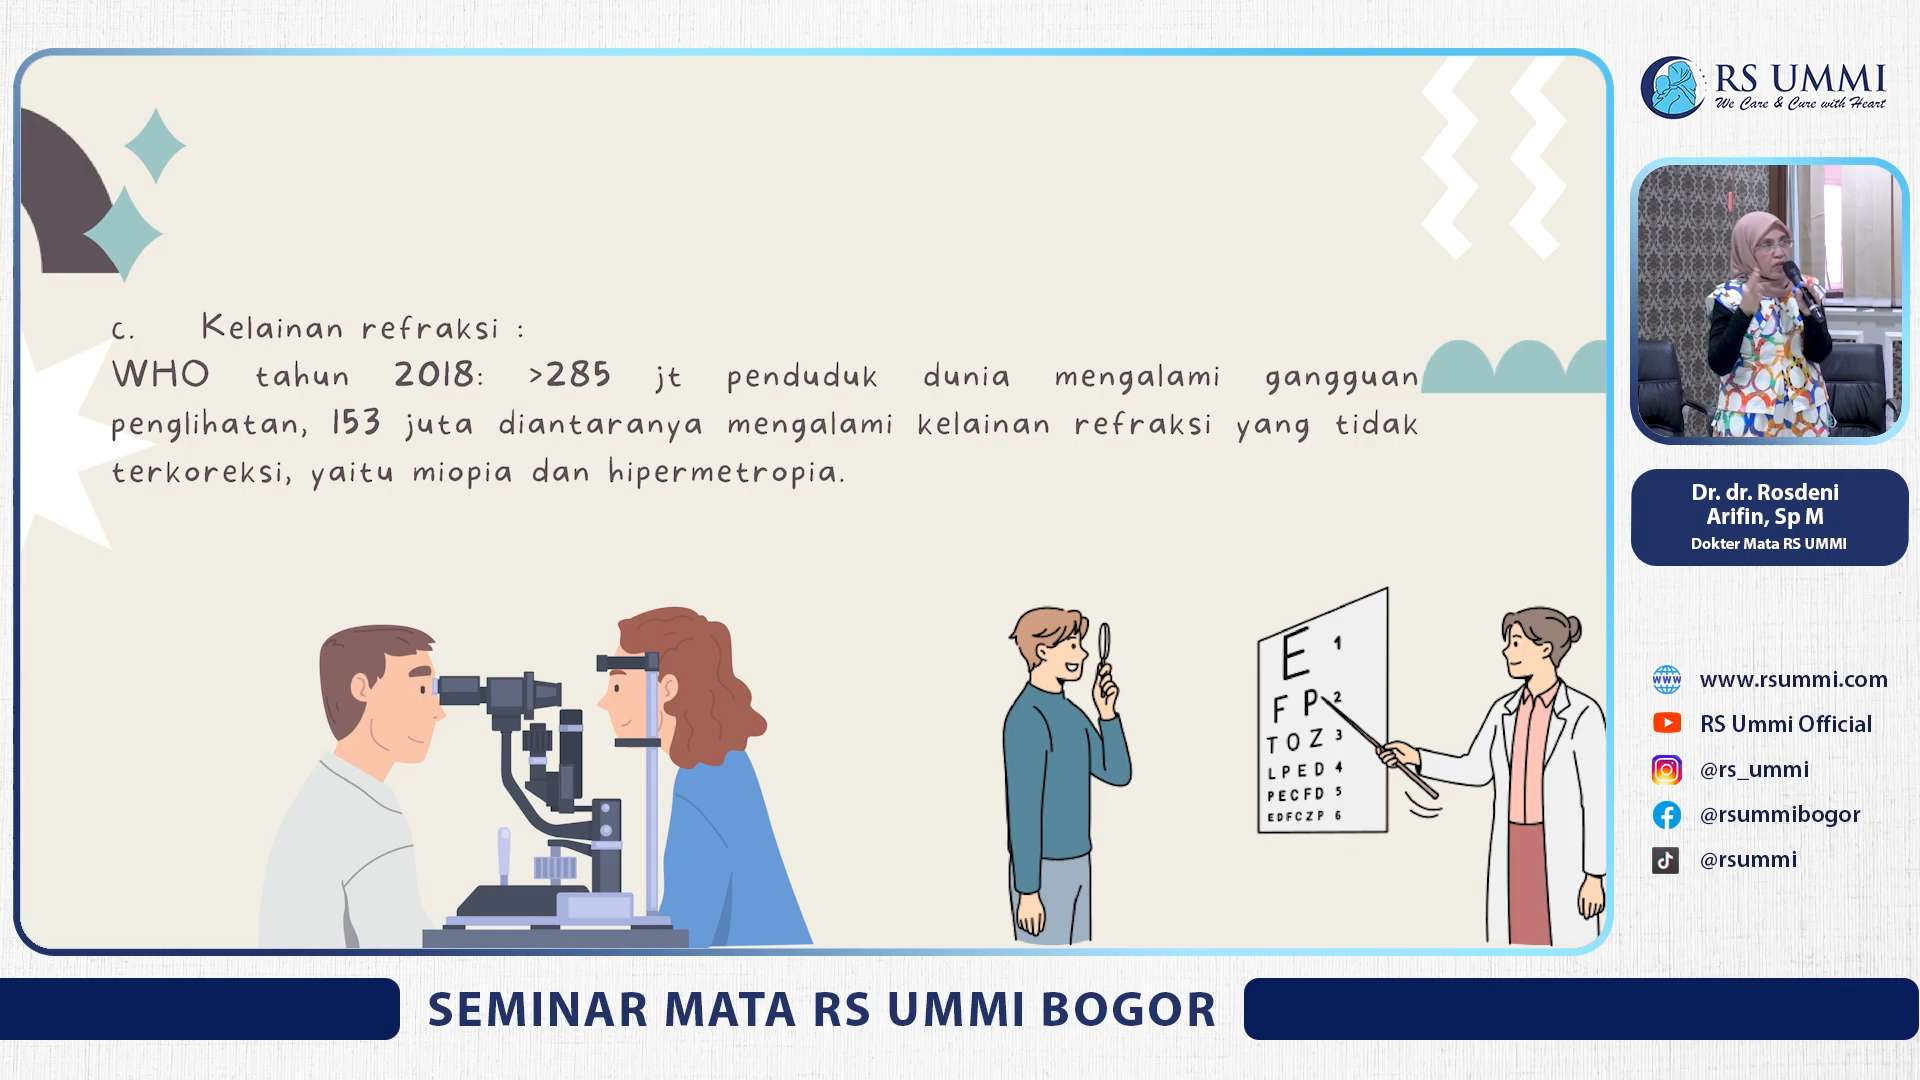 c. Kelainan refraksi :
WHO tahun 2018: >285 jt penduduk dunia mengalami gangguan
penglihatan, 153 juta diantaranya mengalami kelainan refraksi yang tidak
terkoreksi, yaitu miopia dan hipermetropia.
E 1
F P 2
T O Z 3
L P E D 4
P E C F D 5
E D F C Z P 6
RS UMMI
We Care & Cure with Heart
Dr. dr. Rosdeni
Arifin, Sp M
Dokter Mata RS UMMI
www
www.rsummi.com
RS Ummi Official
@rs_ummi
@rsummibogor
@rsummi
SEMINAR MATA RS UMMI BOGOR